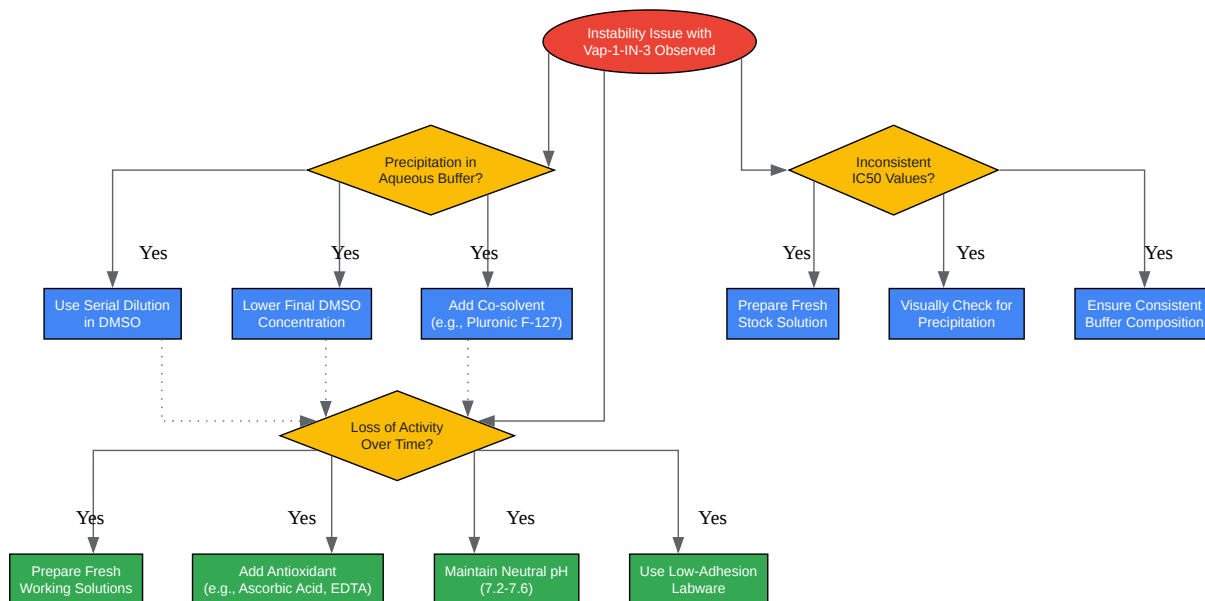 Instability Issue with
Vap-1-IN-3 Observed
Precipitation in
Aqueous Buffer?
Inconsistent
IC50 Values?
Yes
Yes
Yes
Yes
Yes
Yes
Use Serial Dilution
in DMSO
Lower Final DMSO
Concentration
Add Co-solvent
(e.g., Pluronic F-127)
Prepare Fresh
Stock Solution
Visually Check for
Precipitation
Ensure Consistent
Buffer Composition
Loss of Activity
Over Time?
Yes
Yes
Yes
Yes
Prepare Fresh
Working Solutions
Add Antioxidant
(e.g., Ascorbic Acid, EDTA)
Maintain Neutral pH
(7.2-7.6)
Use Low-Adhesion
Labware